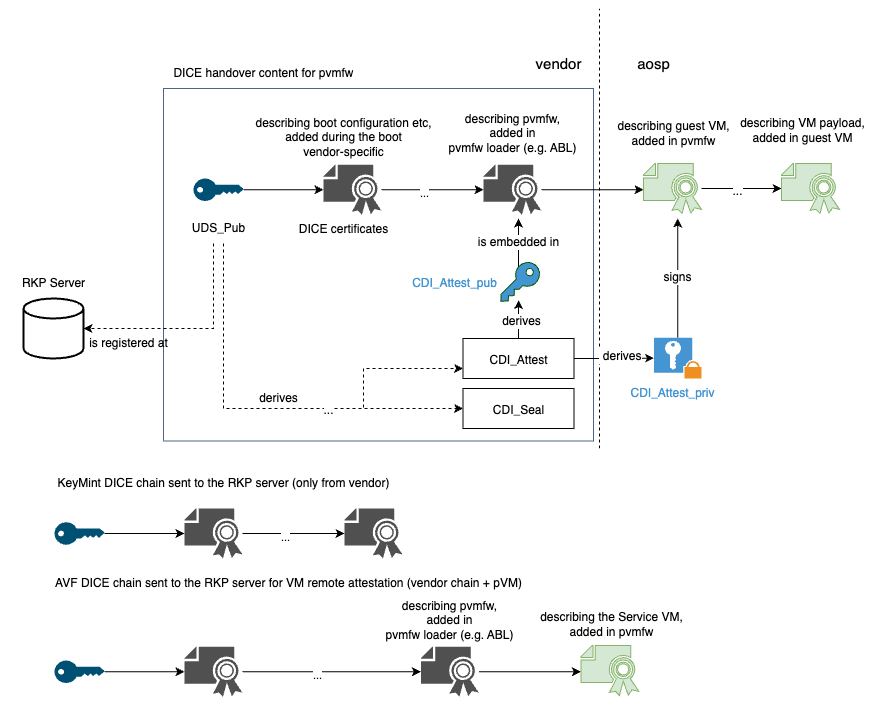 vendor
aosp
DICE handover content for pvmfw
describing boot configuration etc,
added during the boot
vendor-specific
describing pvmfw,
added in
pvmfw loader (e.g. ABL)
describing guest VM,
added in pvmfw
describing VM payload,
added in guest VM
...
...
UDS_Pub
DICE certificates
is embedded in
CDI_Attest_pub
signs
RKP Server
derives
is registered at
CDI_Attest
derives
CDI_Attest_priv
derives
...
CDI_Seal
KeyMint DICE chain sent to the RKP server (only from vendor)
...
AVF DICE chain sent to the RKP server for VM remote attestation (vendor chain + pVM)
describing pvmfw,
added in
pvmfw loader (e.g. ABL)
describing the Service VM,
added in pvmfw
...